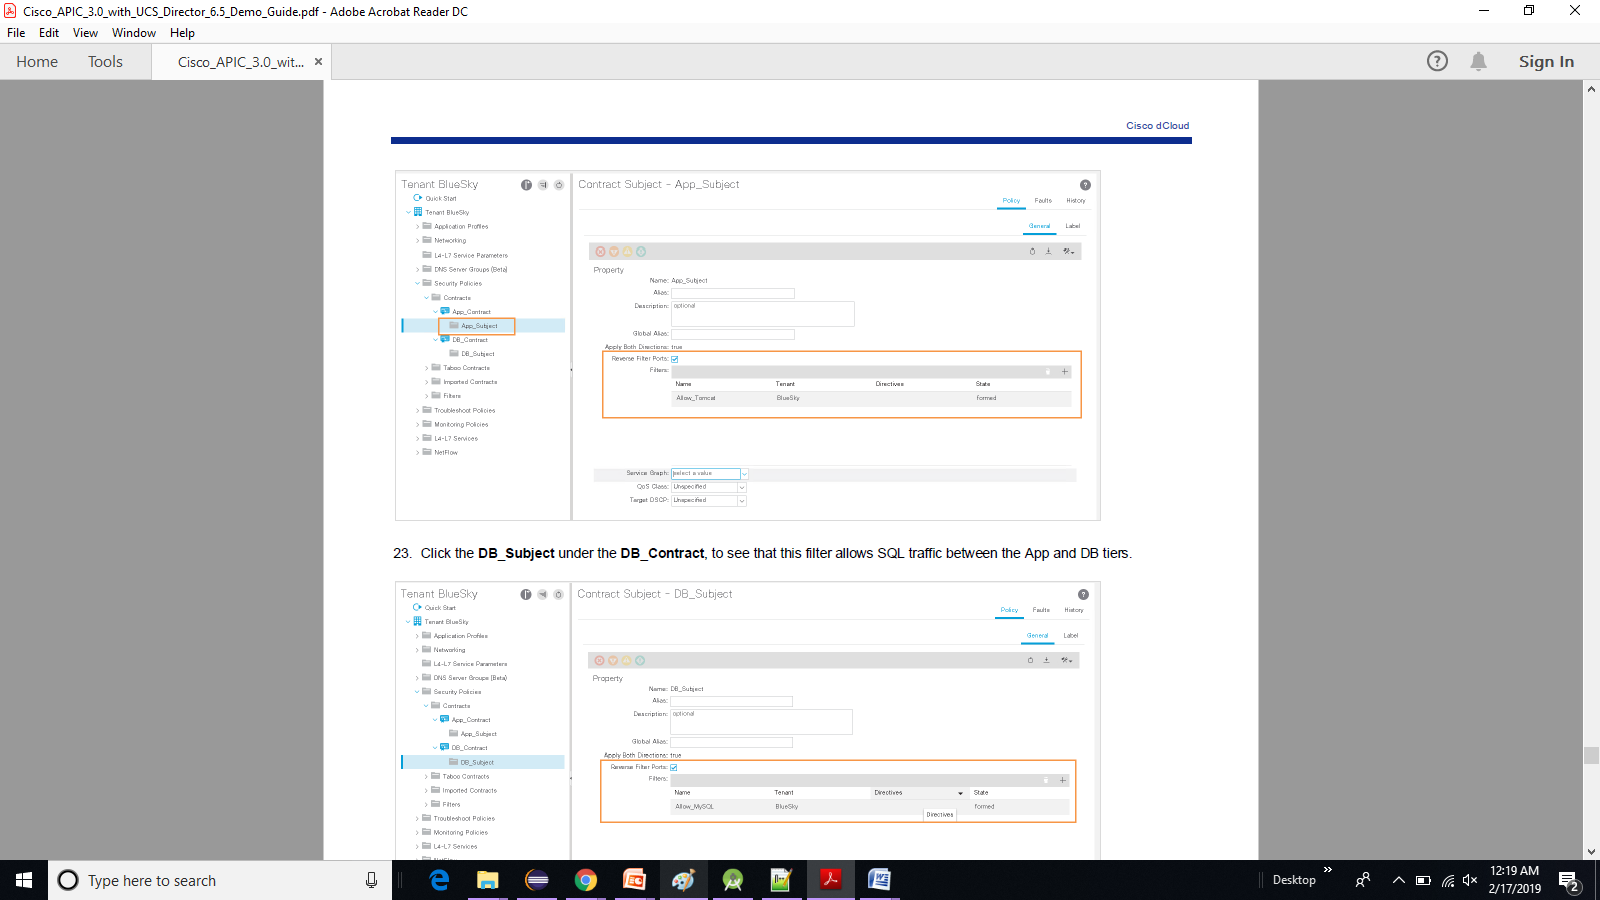 Cisco_APIC_3.0_with_UCS_Director_6.5_Demo_Guide.pdf - Adobe Acrobat Reader DC
File Edit View Window Help
Home Tools Cisco_APIC_3.0_wit... × Sign In
Cisco dCloud
Tenant BlueSky
Quick Start
Tenant BlueSky
Application Profiles
Networking
L4-L7 Service Parameters
DNS Server Groups (Beta)
Security Policies
Contracts
App_Contract
App_Subject
DB_Contract
DB_Subject
Taboo Contracts
Imported Contracts
Filters
Troubleshoot Policies
Monitoring Policies
L4-L7 Services
NetFlow
Contract Subject - App_Subject
Policy Faults History
General Label
Property
Name: App_Subject
Alias:
Description: optional
Global Alias:
Apply Both Directions: true
Reverse Filter Ports:
Filters:
Name Tenant Directives State
Allow_Tomcat BlueSky formed
Service Graph: select a value
QoS Class: Unspecified
Target DSCP: Unspecified
23. Click the DB_Subject under the DB_Contract, to see that this filter allows SQL traffic between the App and DB tiers.
Tenant BlueSky
Quick Start
Tenant BlueSky
Application Profiles
Networking
L4-L7 Service Parameters
DNS Server Groups (Beta)
Security Policies
Contracts
App_Contract
App_Subject
DB_Contract
DB_Subject
Taboo Contracts
Imported Contracts
Filters
Troubleshoot Policies
Monitoring Policies
L4-L7 Services
Contract Subject - DB_Subject
Policy Faults History
General Label
Property
Name: DB_Subject
Alias:
Description: optional
Global Alias:
Apply Both Directions: true
Reverse Filter Ports:
Filters:
Name Tenant Directives State
Allow_MySQL BlueSky formed
Directives
Type here to search
Desktop
12:19 AM
2/17/2019
2